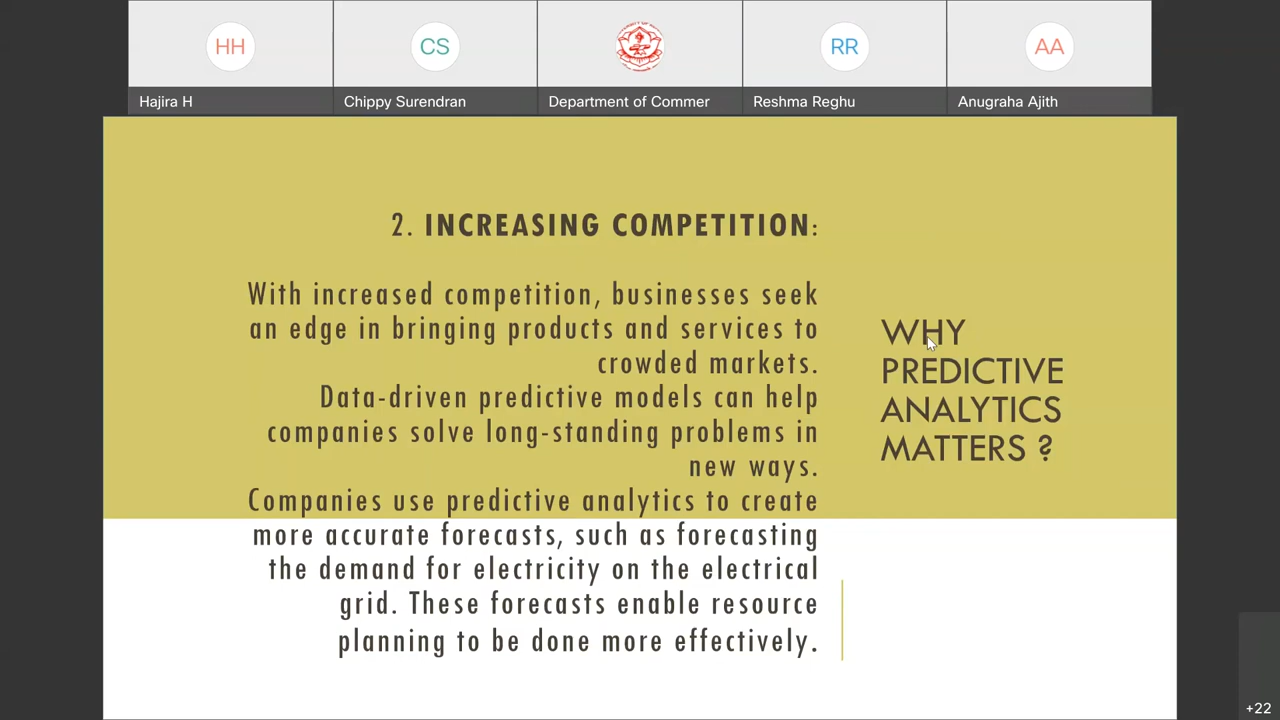 HH
CS
RR
AA
Hajira H
Chippy Surendran
Department of Commer
Reshma Reghu
Anugraha Ajith
2. INCREASING COMPETITION:
With increased competition, businesses seek
an edge in bringing products and services to
crowded markets.
Data-driven predictive models can help
companies solve long-standing problems in
new ways.
Companies use predictive analytics to create
more accurate forecasts, such as forecasting
the demand for electricity on the electrical
grid. These forecasts enable resource
planning to be done more effectively.
WHY
PREDICTIVE
ANALYTICS
MATTERS ?
+22